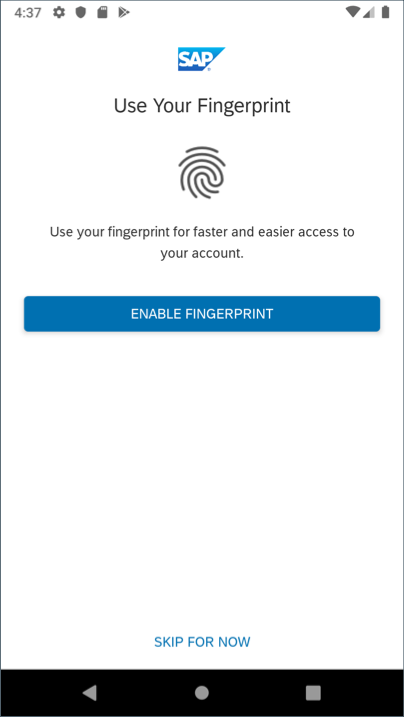 4:37
SAP
Use Your Fingerprint
Use your fingerprint for faster and easier access to
your account.
ENABLE FINGERPRINT
SKIP FOR NOW